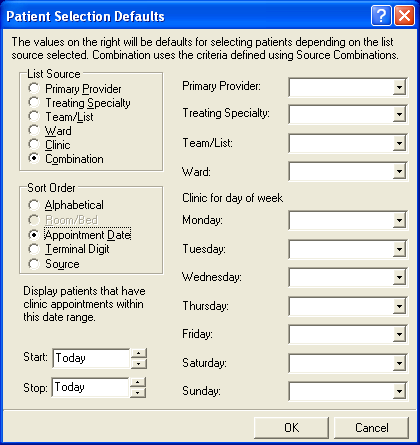 Patient Selection Defaults
The values on the right will be defaults for selecting patients depending on the list
source selected. Combination uses the criteria defined using Source Combinations.
List Source
Primary Provider
Treating Specialty
Team/List
Ward
Clinic
Combination
Sort Order
Alphabetical
Room/Bed
Appointment Date
Terminal Digit
Source
Display patients that have
clinic appointments within
this date range.
Start: Today
Stop: Today
Primary Provider:
Treating Specialty:
Team/List:
Ward:
Clinic for day of week
Monday:
Tuesday:
Wednesday:
Thursday:
Friday:
Saturday:
Sunday:
OK Cancel